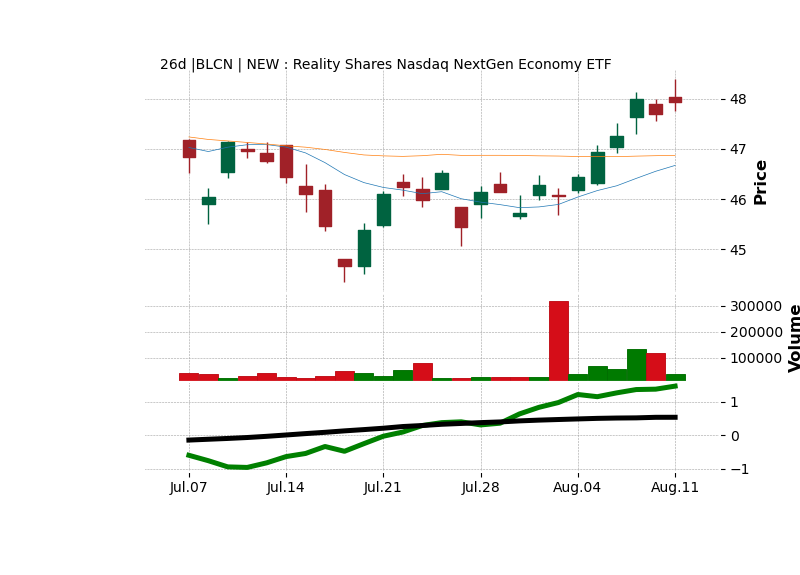 26d |BLCN | NEW : Reality Shares Nasdaq NextGen Economy ETF
48
47
46
45
Price
300000
200000
100000
Volume
1
0
−1
Jul.07 Jul.14 Jul.21 Jul.28 Aug.04 Aug.11